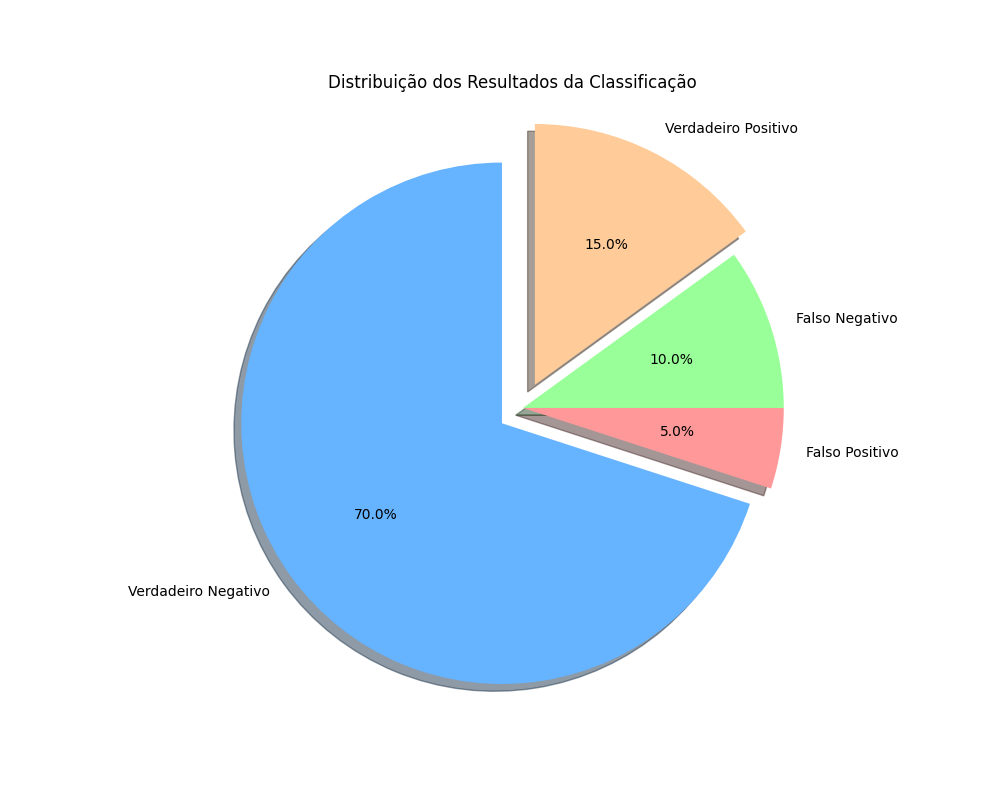 Distribuição dos Resultados da Classificação
Verdadeiro Positivo
15.0%
Falso Negativo
10.0%
5.0%
Falso Positivo
70.0%
Verdadeiro Negativo